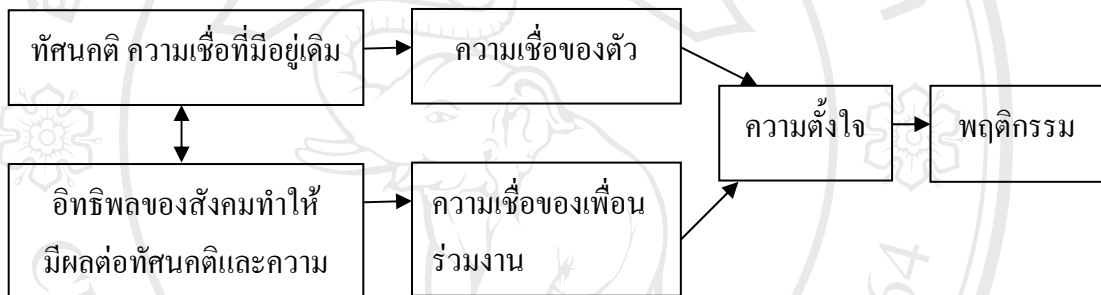 ทัศนคติ ความเชื่อที่มีอยู่เดิม
ความเชื่อของตัว
ความตั้งใจ
พฤติกรรม
อิทธิพลของสังคมทำให้
มีผลต่อทัศนคติและความ
ความเชื่อของเพื่อน
ร่วมงาน
64